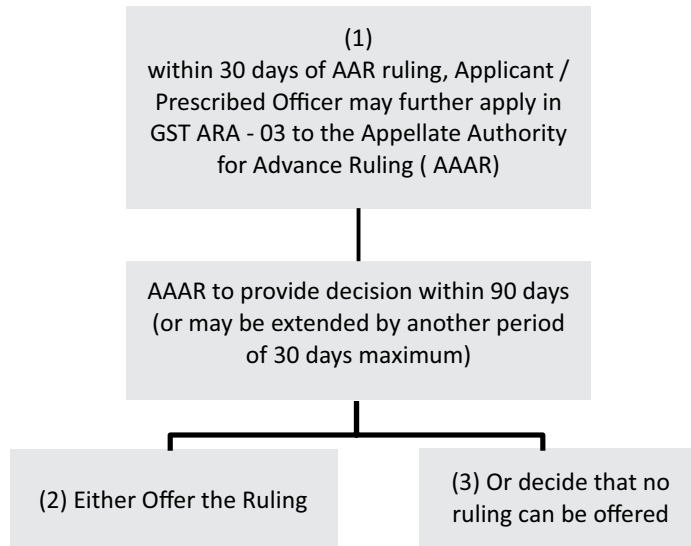 (1)
within 30 days of AAR ruling, Applicant /
Prescribed Officer may further apply in
GST ARA - 03 to the Appellate Authority
for Advance Ruling ( AAAR)
AAAR to provide decision within 90 days
(or may be extended by another period
of 30 days maximum)
(2) Either Offer the Ruling
(3) Or decide that no
ruling can be offered